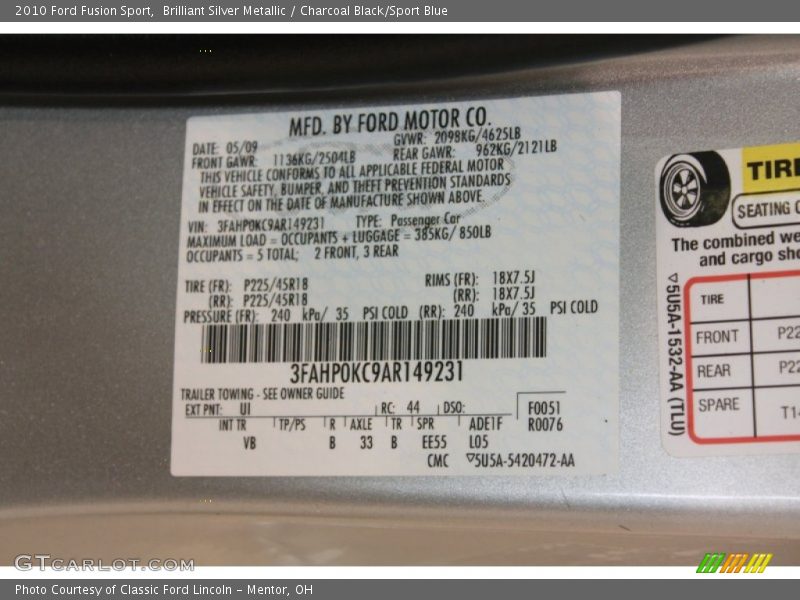 2010 Ford Fusion Sport,  Brilliant Silver Metallic / Charcoal Black/Sport Blue
MFD. BY FORD MOTOR CO.
DATE: 05/09 GVWR: 2098KG/4625LB
FRONT GAWR: 1136KG/2504LB REAR GAWR: 962KG/2121LB
THIS VEHICLE CONFORMS TO ALL APPLICABLE FEDERAL MOTOR
VEHICLE SAFETY, BUMPER, AND THEFT PREVENTION STANDARDS
IN EFFECT ON THE DATE OF MANUFACTURE SHOWN ABOVE.
VIN: 3FAHP0KC9AR149231 TYPE: Passenger Car
MAXIMUM LOAD = OCCUPANTS + LUGGAGE = 385KG/ 850LB
OCCUPANTS = 5 TOTAL; 2 FRONT, 3 REAR
TIRE (FR): P225/45R18 RIMS (FR): 18X7.5J
(RR): P225/45R18 (RR): 18X7.5J
PRESSURE (FR): 240 kPa/ 35 PSI COLD (RR): 240 kPa/ 35 PSI COLD
3FAHP0KC9AR149231
TRAILER TOWING - SEE OWNER GUIDE
EXT PNT: UI RC: 44 DSO: F0051
INT TR TP/PS R AXLE TR SPR ADE1F R0076
VB B 33 B EE55 L05
CMC ▽5U5A-5420472-AA
TIRE
SEATING
The combined we
and cargo sho
TIRE
FRONT P22
REAR P22
SPARE T14
▽5U5A-1532-AA (TLU)
GTcarlot.com
Photo Courtesy of Classic Ford Lincoln - Mentor, OH